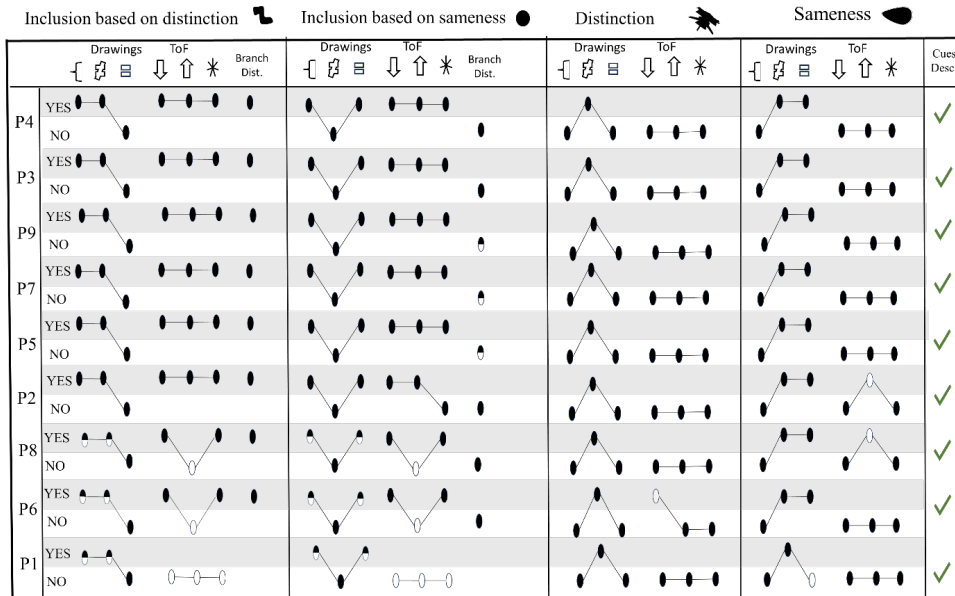 Inclusion based on distinction Inclusion based on sameness Distinction Sameness
Drawings ToF Drawings ToF Drawings ToF Drawings ToF
Branch Dist. Branch Dist. Cues Desc
YES
P4
NO
YES
P3
NO
YES
P9
NO
YES
P7
NO
YES
P5
NO
YES
P2
NO
YES
P8
NO
YES
P6
NO
YES
P1
NO